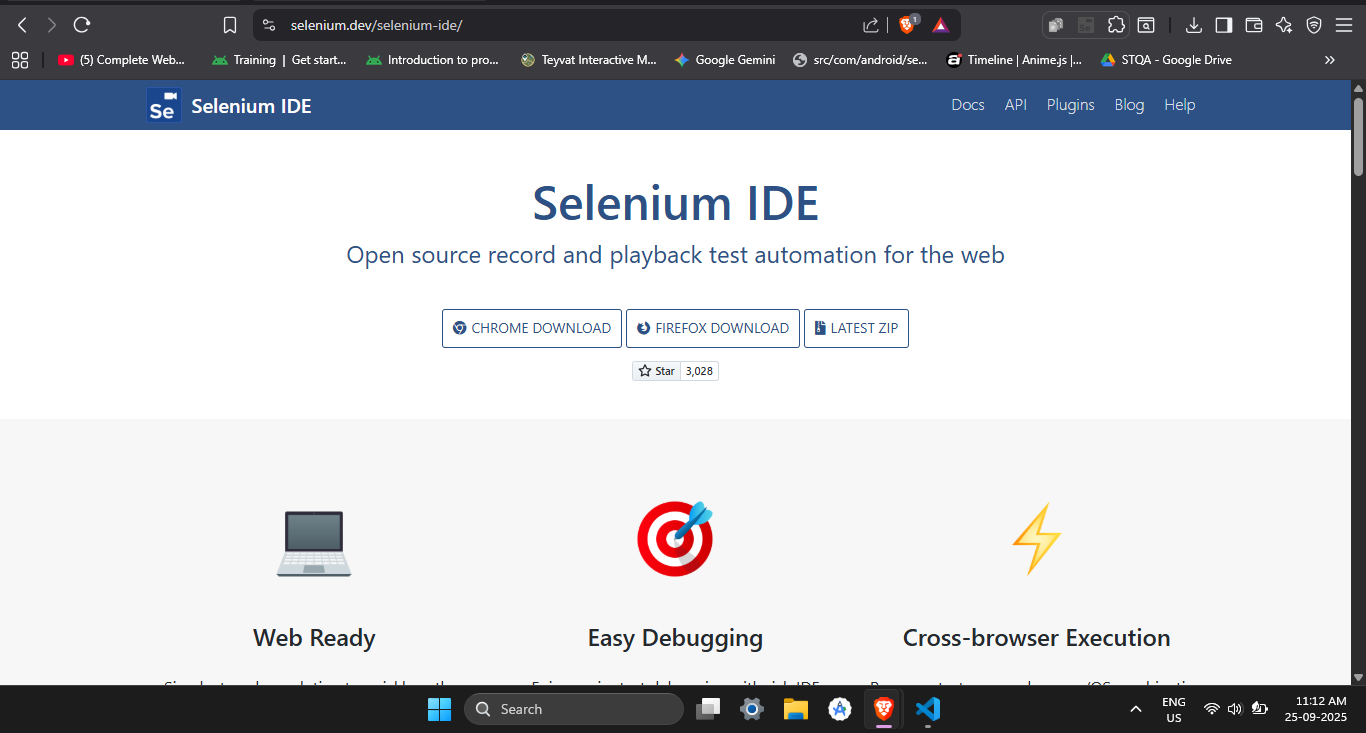 selenium.dev/selenium-ide/
1
(5) Complete Web...
Training | Get start...
Introduction to pro...
Teyvat Interactive M...
Google Gemini
src/com/android/se...
Timeline | Anime.js |...
STQA - Google Drive
»
Se
Selenium IDE
Docs
API
Plugins
Blog
Help
Selenium IDE
Open source record and playback test automation for the web
CHROME DOWNLOAD
FIREFOX DOWNLOAD
LATEST ZIP
Star
3,028
Web Ready
Easy Debugging
Cross-browser Execution
Search
ENG
US
11:12 AM
25-09-2025